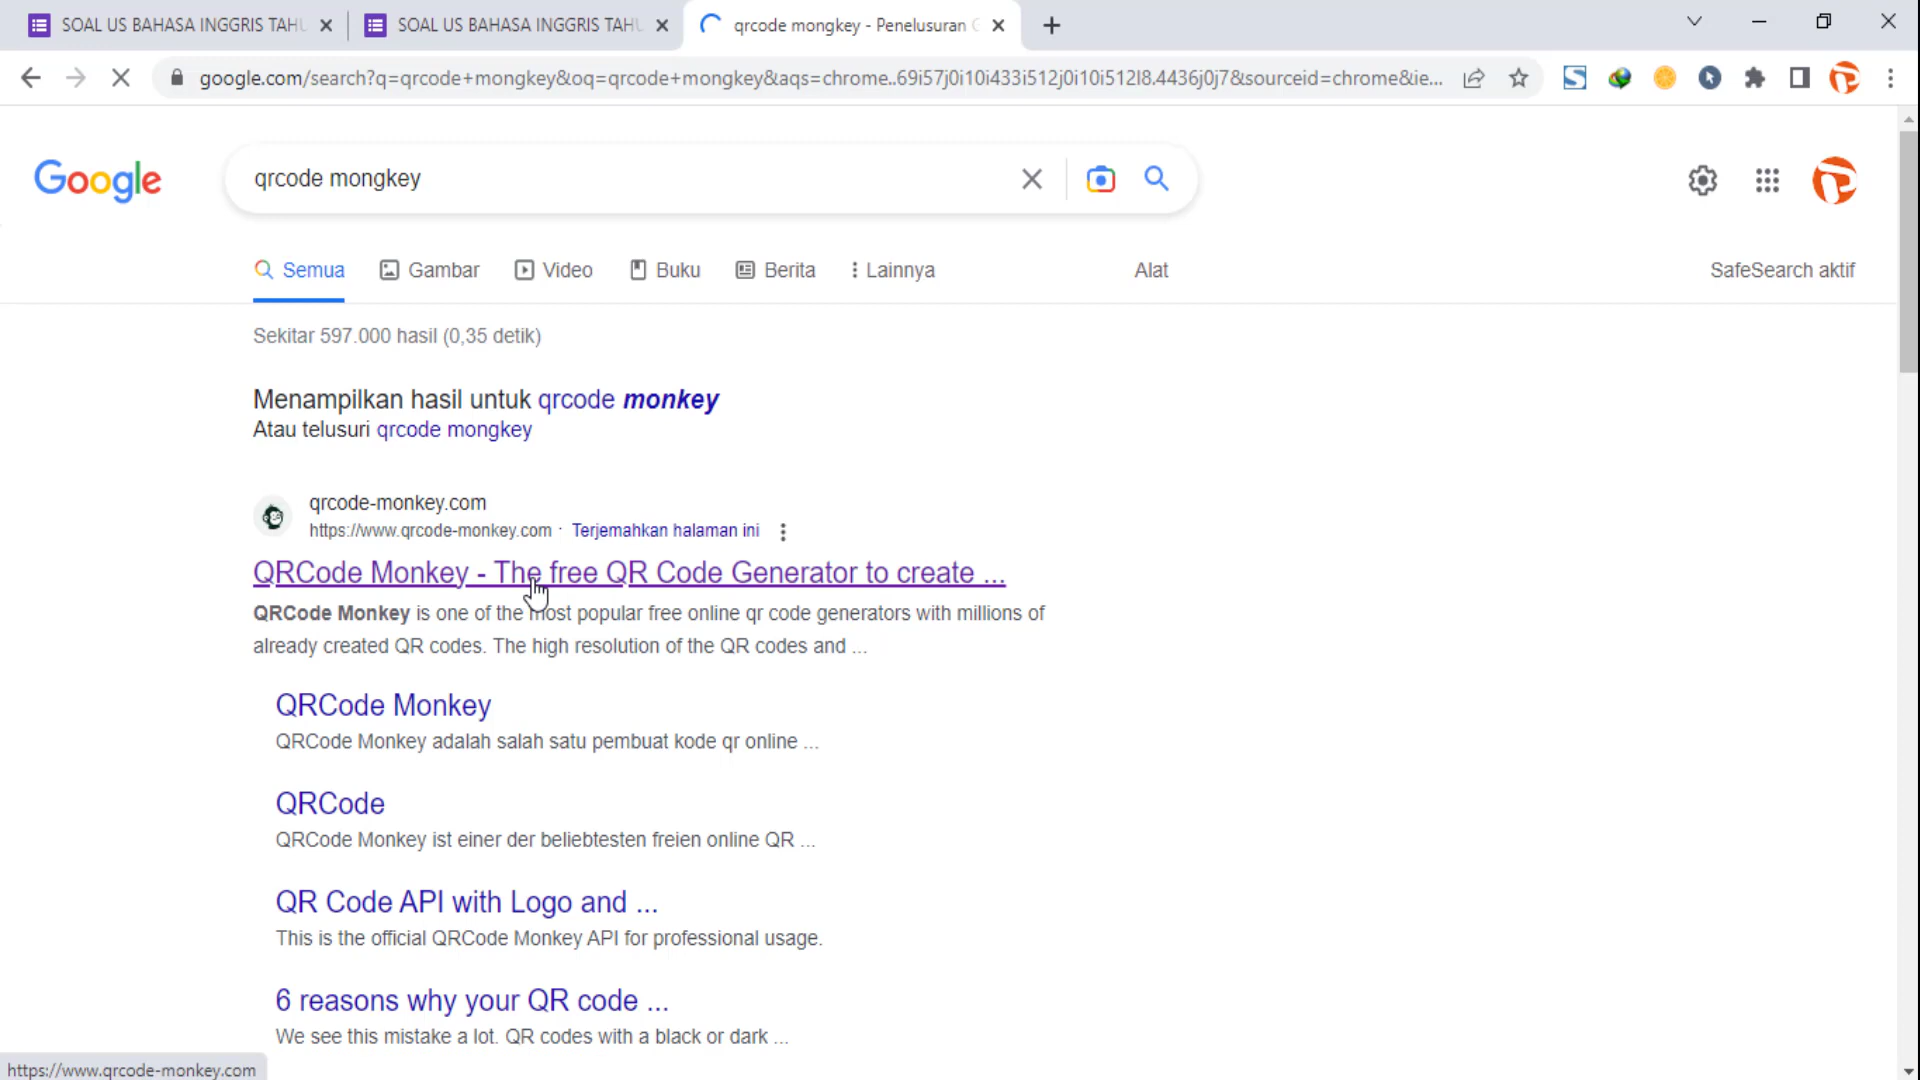 SOAL US BAHASA INGGRIS TAHU
SOAL US BAHASA INGGRIS TAHU
qrcode mongkey - Penelusuran G
google.com/search?q=qrcode+mongkey&oq=qrcode+mongkey&aqs=chrome..69i57j0i10i433i512j0i10i512l8.4436j0j7&sourceid=chrome&ie...
Google
qrcode mongkey
Semua
Gambar
Video
Buku
Berita
Lainnya
Alat
SafeSearch aktif
Sekitar 597.000 hasil (0,35 detik)
Menampilkan hasil untuk qrcode monkey
Atau telusuri qrcode mongkey
qrcode-monkey.com
https://www.qrcode-monkey.com · Terjemahkan halaman ini
QRCode Monkey - The free QR Code Generator to create ...
QRCode Monkey is one of the most popular free online qr code generators with millions of
already created QR codes. The high resolution of the QR codes and ...
QRCode Monkey
QRCode Monkey adalah salah satu pembuat kode qr online ...
QRCode
QRCode Monkey ist einer der beliebtesten freien online QR ...
QR Code API with Logo and ...
This is the official QRCode Monkey API for professional usage.
6 reasons why your QR code ...
We see this mistake a lot. QR codes with a black or dark ...
https://www.qrcode-monkey.com